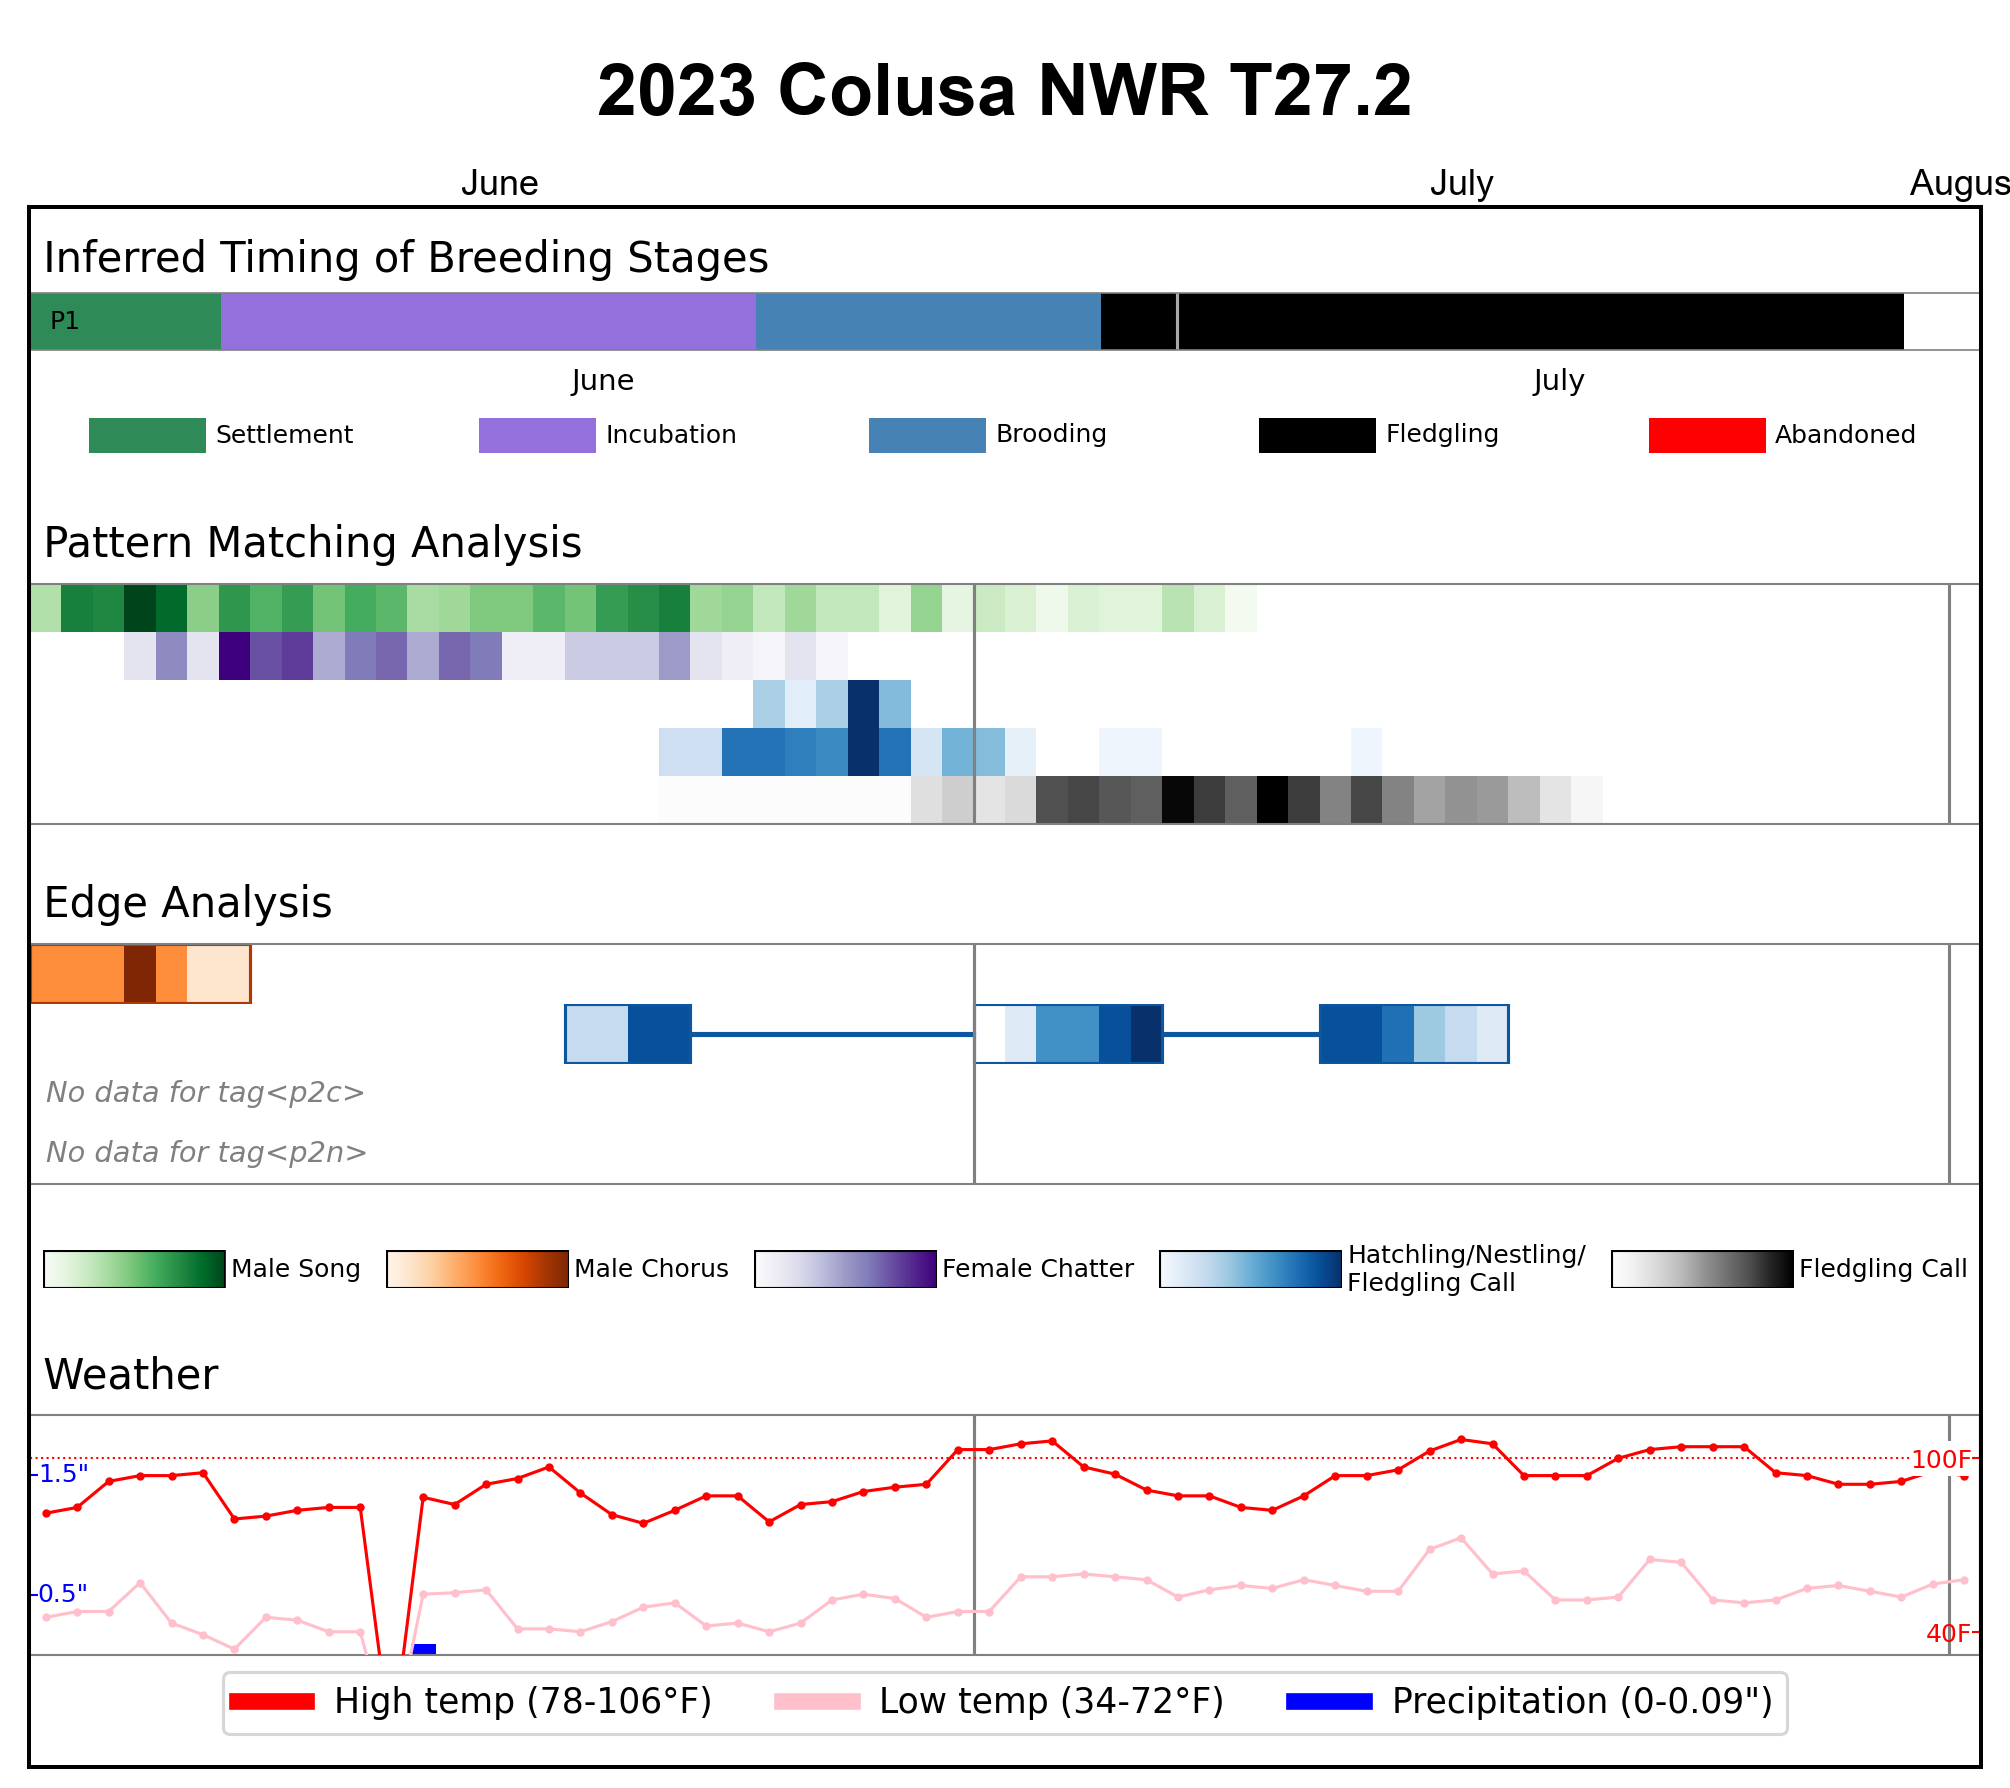 2023 Colusa NWR T27.2
June July Augus
Inferred Timing of Breeding Stages
P1
June July
Settlement Incubation Brooding Fledgling Abandoned
Pattern Matching Analysis
Edge Analysis
No data for tag<p2c>
No data for tag<p2n>
Male Song Male Chorus Female Chatter Hatchling/Nestling/
Fledgling Call Fledgling Call
Weather
1.5" 100F
0.5" 40F
High temp (78-106°F) Low temp (34-72°F) Precipitation (0-0.09")